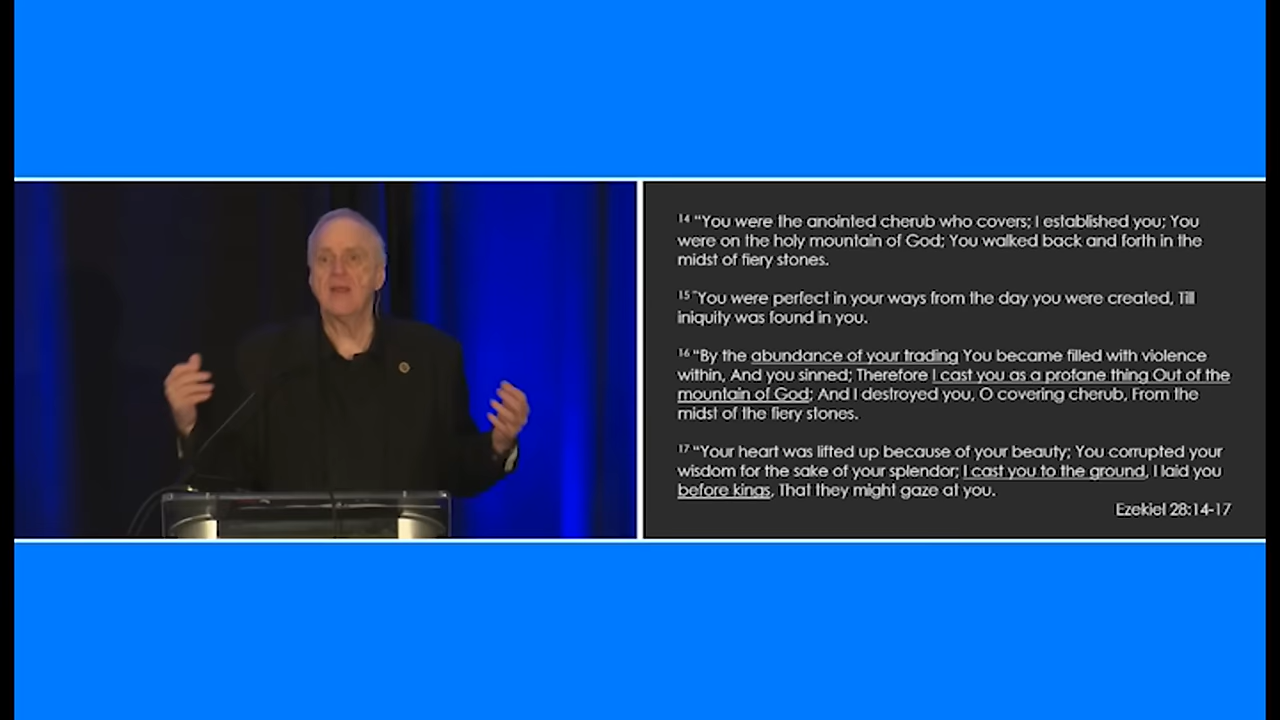 14 “You were the anointed cherub who covers; I established you; You
were on the holy mountain of God; You walked back and forth in the
midst of fiery stones.
15 “You were perfect in your ways from the day you were created, Till
iniquity was found in you.
16 “By the abundance of your trading You became filled with violence
within, And you sinned; Therefore I cast you as a profane thing Out of the
mountain of God; And I destroyed you, O covering cherub, From the
midst of the fiery stones.
17 “Your heart was lifted up because of your beauty; You corrupted your
wisdom for the sake of your splendor; I cast you to the ground, I laid you
before kings, That they might gaze at you.
Ezekiel 28:14-17